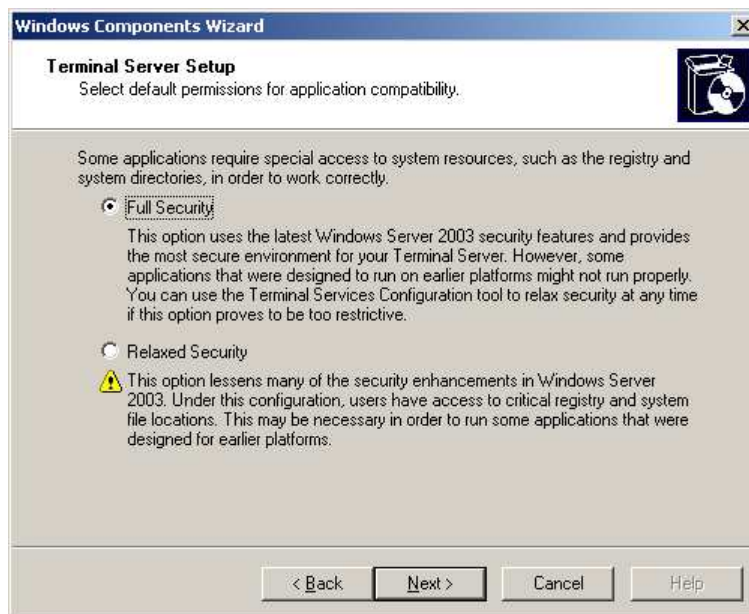 Windows Components Wizard
Terminal Server Setup
Select default permissions for application compatibility.
Some applications require special access to system resources, such as the registry and
system directories, in order to work correctly.
Full Security
This option uses the latest Windows Server 2003 security features and provides
the most secure environment for your Terminal Server. However, some
applications that were designed to run on earlier platforms might not run properly.
You can use the Terminal Services Configuration tool to relax security at any time
if this option proves to be too restrictive.
Relaxed Security
This option lessens many of the security enhancements in Windows Server
2003. Under this configuration, users have access to critical registry and system
file locations. This may be necessary in order to run some applications that were
designed for earlier platforms.
< Back Next > Cancel Help